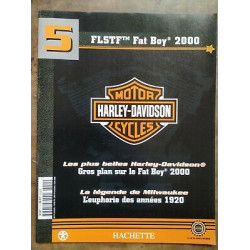 5
FLSTF™ Fat Boy® 2000
MOTOR
HARLEY-DAVIDSON
CYCLES
Les plus belles Harley-Davidson®
Gros plan sur le Fat Boy® 2000
La légende de Milwaukee
L'euphorie des années 1920
HACHETTE